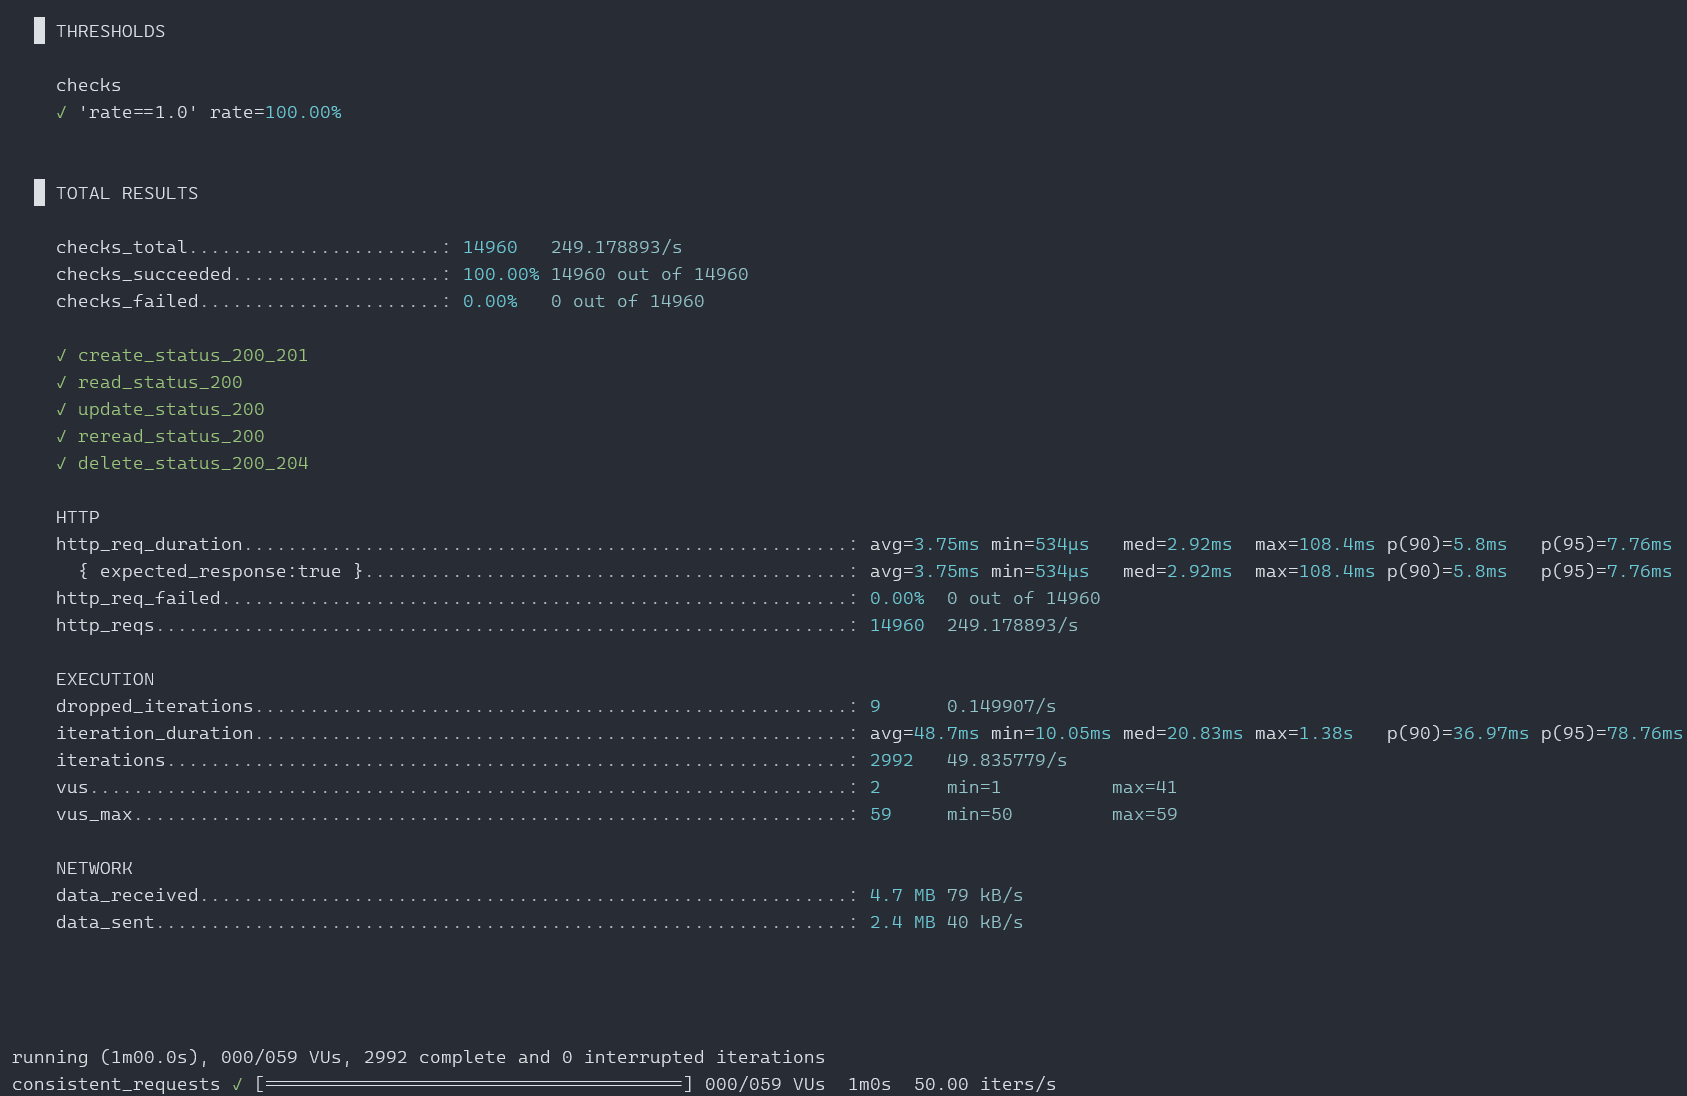 THRESHOLDS
checks
✓ 'rate==1.0' rate=100.00%
TOTAL RESULTS
checks_total.......................: 14960   249.178893/s
checks_succeeded...................: 100.00% 14960 out of 14960
checks_failed......................: 0.00%   0 out of 14960
✓ create_status_200_201
✓ read_status_200
✓ update_status_200
✓ reread_status_200
✓ delete_status_200_204
HTTP
http_req_duration.......................................................: avg=3.75ms min=534µs   med=2.92ms  max=108.4ms p(90)=5.8ms   p(95)=7.76ms
{ expected_response:true }............................................: avg=3.75ms min=534µs   med=2.92ms  max=108.4ms p(90)=5.8ms   p(95)=7.76ms
http_req_failed.........................................................: 0.00%  0 out of 14960
http_reqs...............................................................: 14960  249.178893/s
EXECUTION
dropped_iterations......................................................: 9      0.149907/s
iteration_duration......................................................: avg=48.7ms min=10.05ms med=20.83ms max=1.38s   p(90)=36.97ms p(95)=78.76ms
iterations..............................................................: 2992   49.835779/s
vus.....................................................................: 2      min=1          max=41
vus_max.................................................................: 59     min=50         max=59
NETWORK
data_received...........................................................: 4.7 MB 79 kB/s
data_sent...............................................................: 2.4 MB 40 kB/s
running (1m00.0s), 000/059 VUs, 2992 complete and 0 interrupted iterations
consistent_requests ✓ [======================================] 000/059 VUs  1m0s  50.00 iters/s